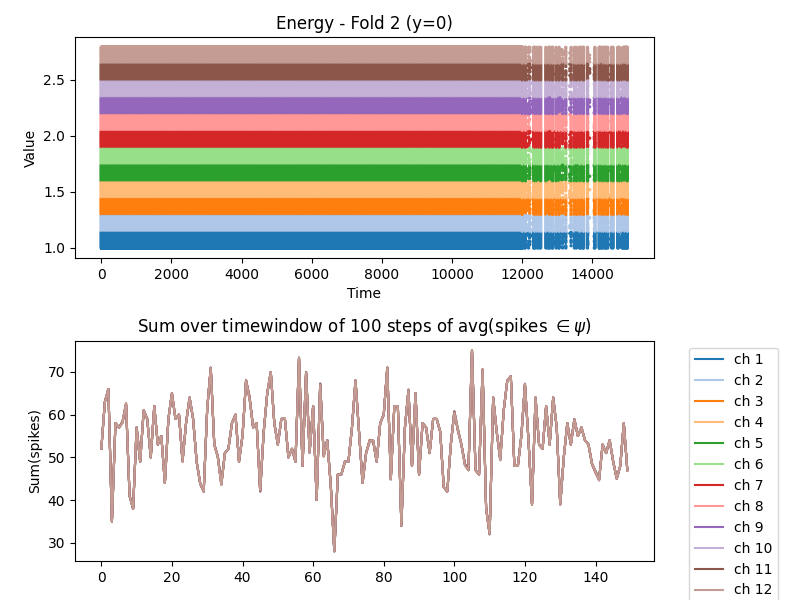 Energy - Fold 2 (y=0)
Value
2.5
2.0
1.5
1.0
0 2000 4000 6000 8000 10000 12000 14000
Time
Sum over timewindow of 100 steps of avg(spikes ∈ ψ)
Sum(spikes)
70
60
50
40
30
0 20 40 60 80 100 120 140
ch 1
ch 2
ch 3
ch 4
ch 5
ch 6
ch 7
ch 8
ch 9
ch 10
ch 11
ch 12